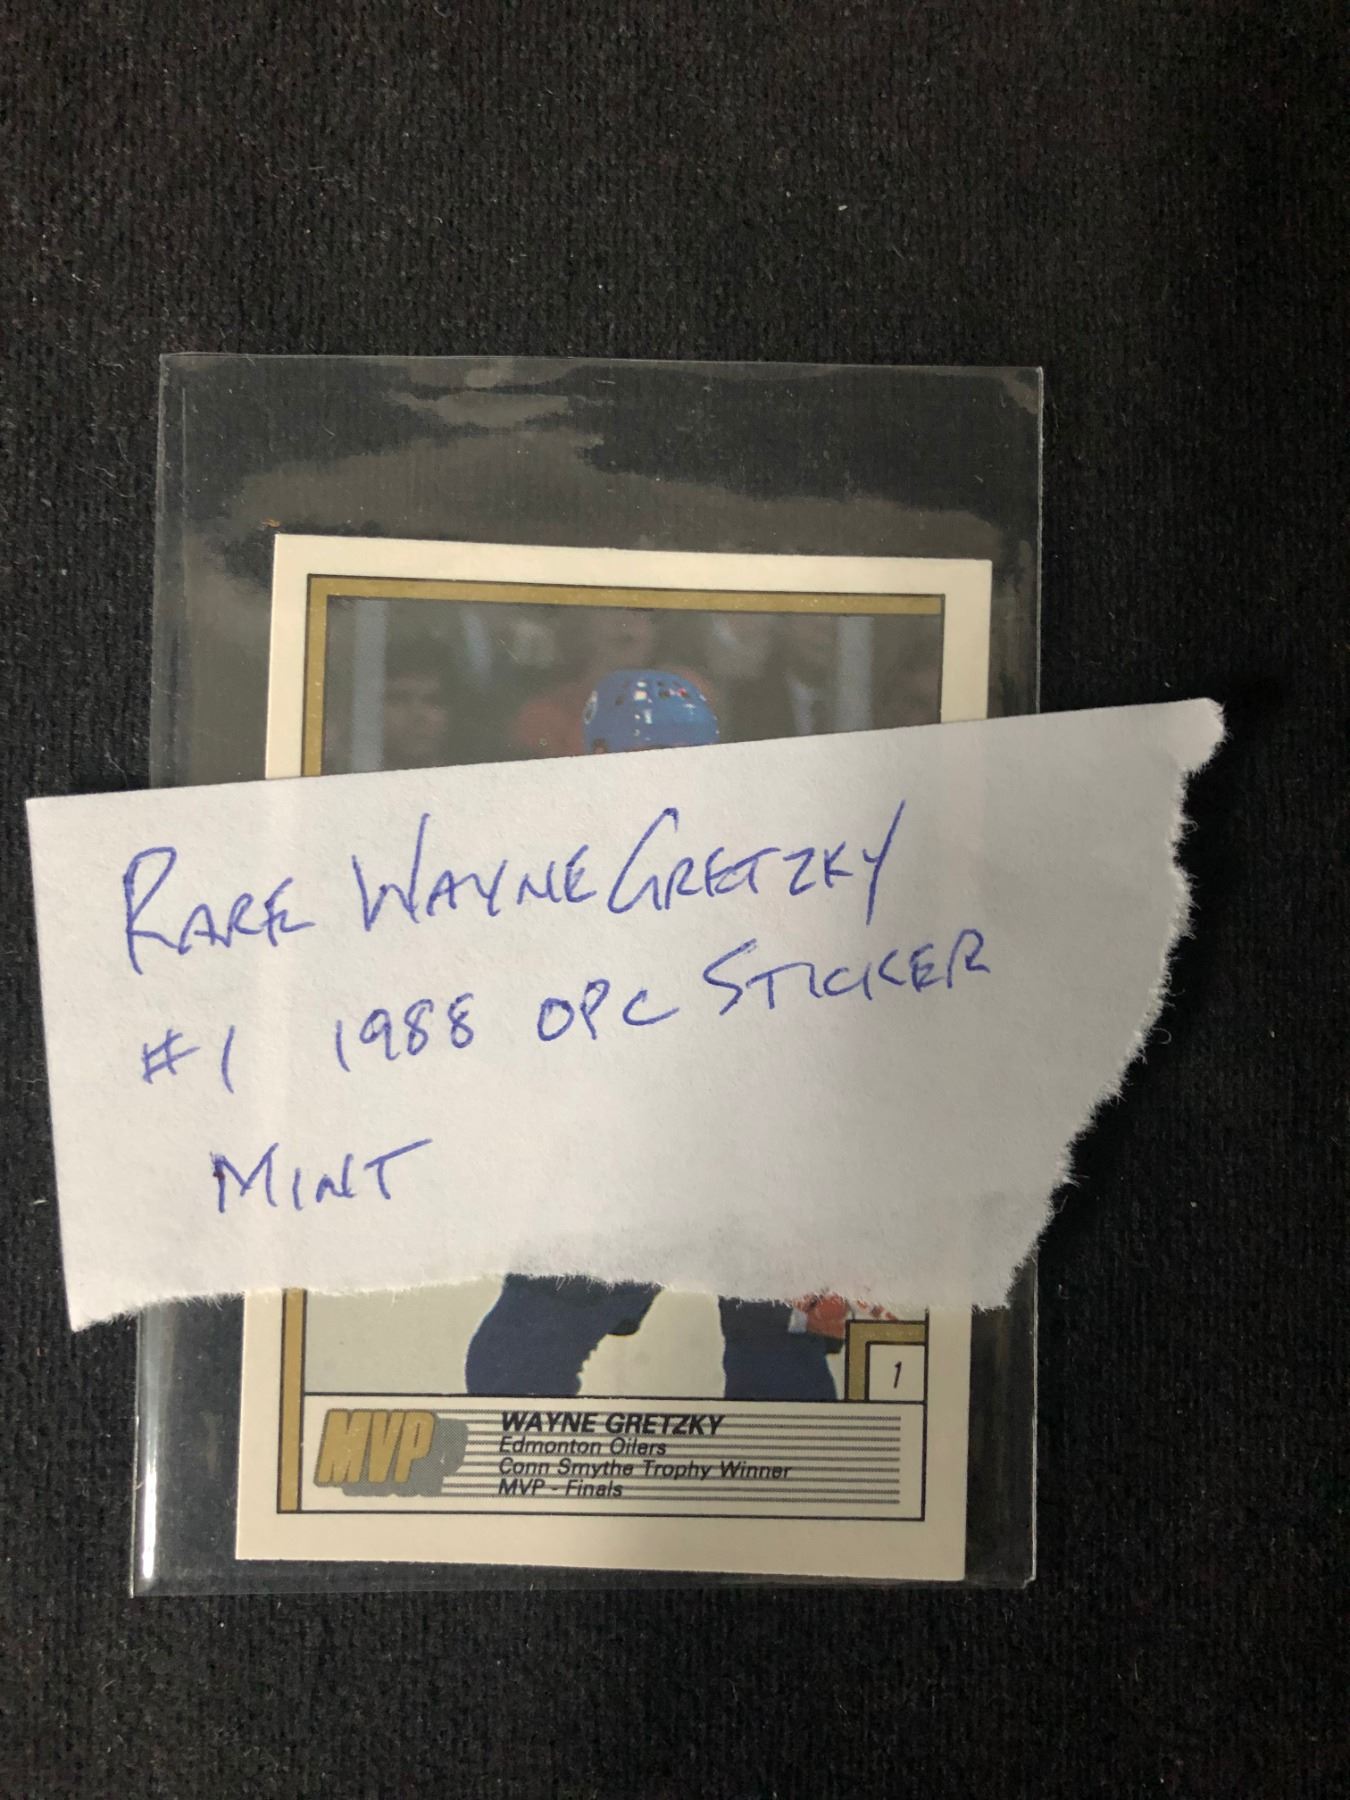 RARE WAYNE GRETZKY
#1 1988 OPC STICKER
MINT
1
MVP
WAYNE GRETZKY
Edmonton Oilers
Conn Smythe Trophy Winner
MVP - Finals